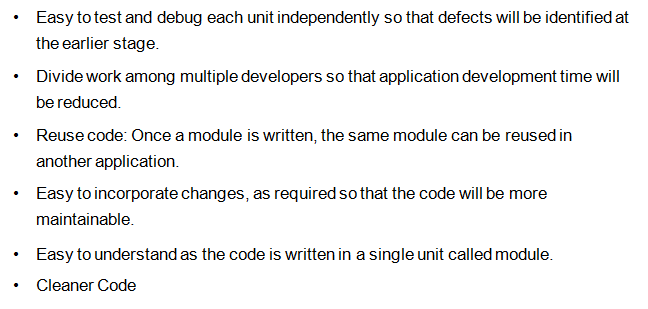 • Easy to test and debug each unit independently so that defects will be identified at
the earlier stage.
• Divide work among multiple developers so that application development time will
be reduced.
• Reuse code: Once a module is written, the same module can be reused in
another application.
• Easy to incorporate changes, as required so that the code will be more
maintainable.
• Easy to understand as the code is written in a single unit called module.
• Cleaner Code